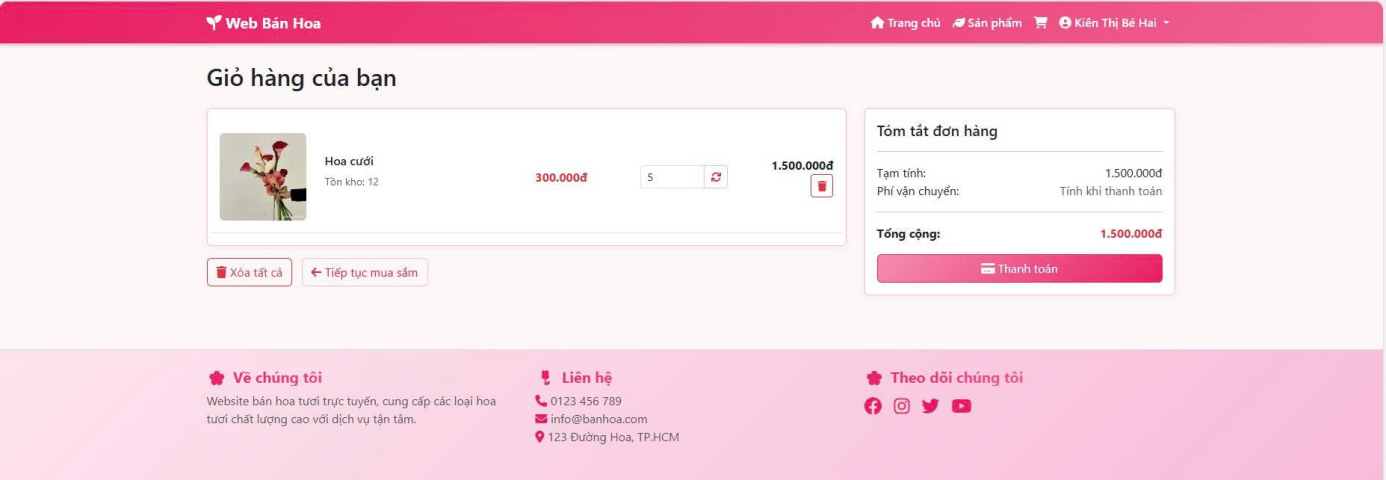 Web Bán Hoa
Trang chủ Sản phẩm Kiên Thị Bé Hai
Giỏ hàng của bạn
Hoa cưới
Tồn kho: 12
300.000đ
5
1.500.000đ
Xóa tất cả
Tiếp tục mua sắm
Tóm tắt đơn hàng
Tạm tính: 1.500.000đ
Phí vận chuyển: Tính khi thanh toán
Tổng cộng: 1.500.000đ
Thanh toán
Về chúng tôi
Website bán hoa tươi trực tuyến, cung cấp các loại hoa
tươi chất lượng cao với dịch vụ tận tâm.
Liên hệ
0123 456 789
info@banhoa.com
123 Đường Hoa, TP.HCM
Theo dõi chúng tôi